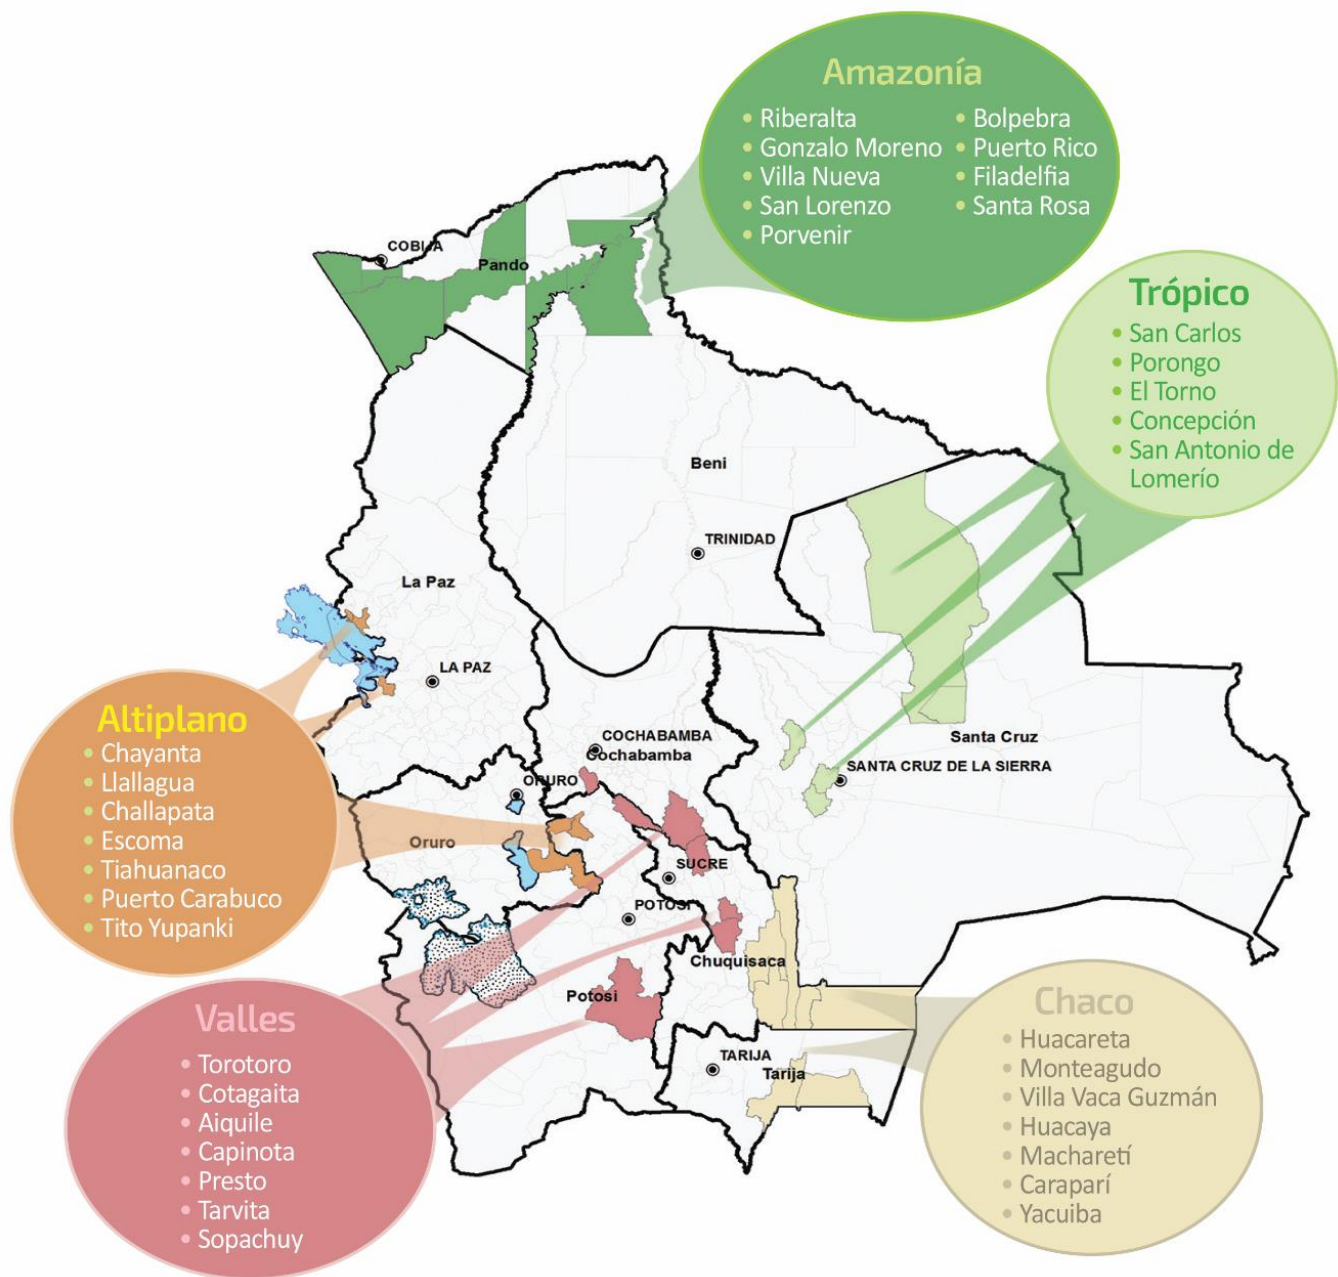 Amazonía
• Riberalta
• Gonzalo Moreno
• Villa Nueva
• San Lorenzo
• Porvenir
• Bolpebra
• Puerto Rico
• Filadelfia
• Santa Rosa
COBIJA
Pando
Trópico
• San Carlos
• Porongo
• El Torno
• Concepción
• San Antonio de
Lomerío
Beni
TRINIDAD
La Paz
LA PAZ
Altiplano
• Chayanta
• Llallagua
• Challapata
• Escoma
• Tiahuanaco
• Puerto Carabuco
• Tito Yupanki
COCHABAMBA
Cochabamba
Santa Cruz
SANTA CRUZ DE LA SIERRA
ORURO
Oruro
SUCRE
POTOSI
Chuquisaca
Potosi
TARIJA
Tarija
Valles
• Torotoro
• Cotagaita
• Aiquile
• Capinota
• Presto
• Tarvita
• Sopachuy
Chaco
• Huacareta
• Monteagudo
• Villa Vaca Guzmán
• Huacaya
• Macharetí
• Caraparí
• Yacuiba